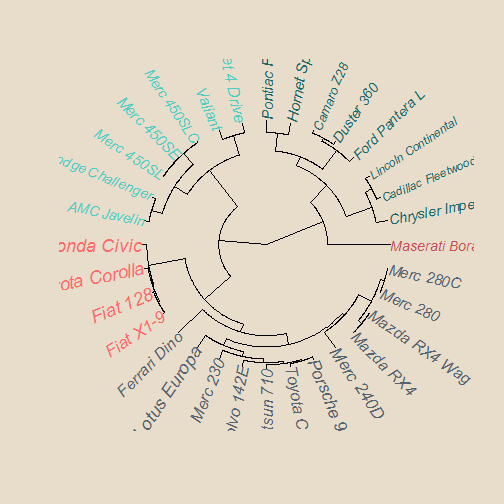 et 4 Drive
Valiant
Merc 450SLC
Merc 450SE
Merc 450SL
dge Challenger
AMC Javelin
onda Civic
ota Corolla
Fiat 128
Fiat X1-9
Ferrari Dino
Lotus Europa
Merc 230
lvo 142E
tsun 710
Toyota C
Porsche 9
Merc 240D
Mazda RX4
Mazda RX4 Wag
Merc 280
Merc 280C
Maserati Bora
Chrysler Impe
Cadillac Fleetwood
Lincoln Continental
Ford Pantera L
Duster 360
Camaro Z28
Hornet Sp
Pontiac F